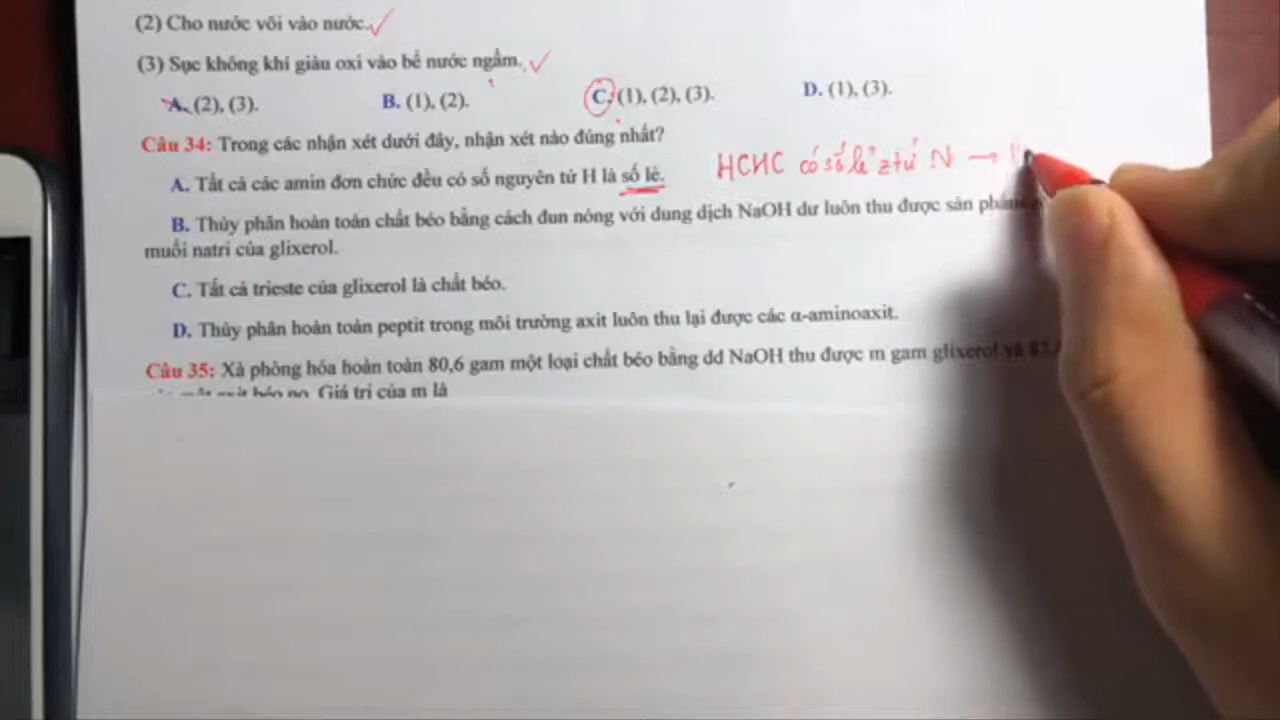 (2) Cho nước vôi vào nước.
(3) Sục không khí giàu oxi vào bể nước ngầm.
A. (2), (3). B. (1), (2). C. (1), (2), (3). D. (1), (3).
Câu 34: Trong các nhận xét dưới đây, nhận xét nào đúng nhất?
HCHC có số lẻ ztử N →
A. Tất cả các amin đơn chức đều có số nguyên tử H là số lẻ.
B. Thủy phân hoàn toàn chất béo bằng cách đun nóng với dung dịch NaOH dư luôn thu được sản phẩm
muối natri của glixerol.
C. Tất cả trieste của glixerol là chất béo.
D. Thủy phân hoàn toàn peptit trong môi trường axit luôn thu lại được các α-aminoaxit.
Câu 35: Xà phòng hóa hoàn toàn 80,6 gam một loại chất béo bằng dd NaOH thu được m gam glixerol và
axit béo no. Giá trị của m là